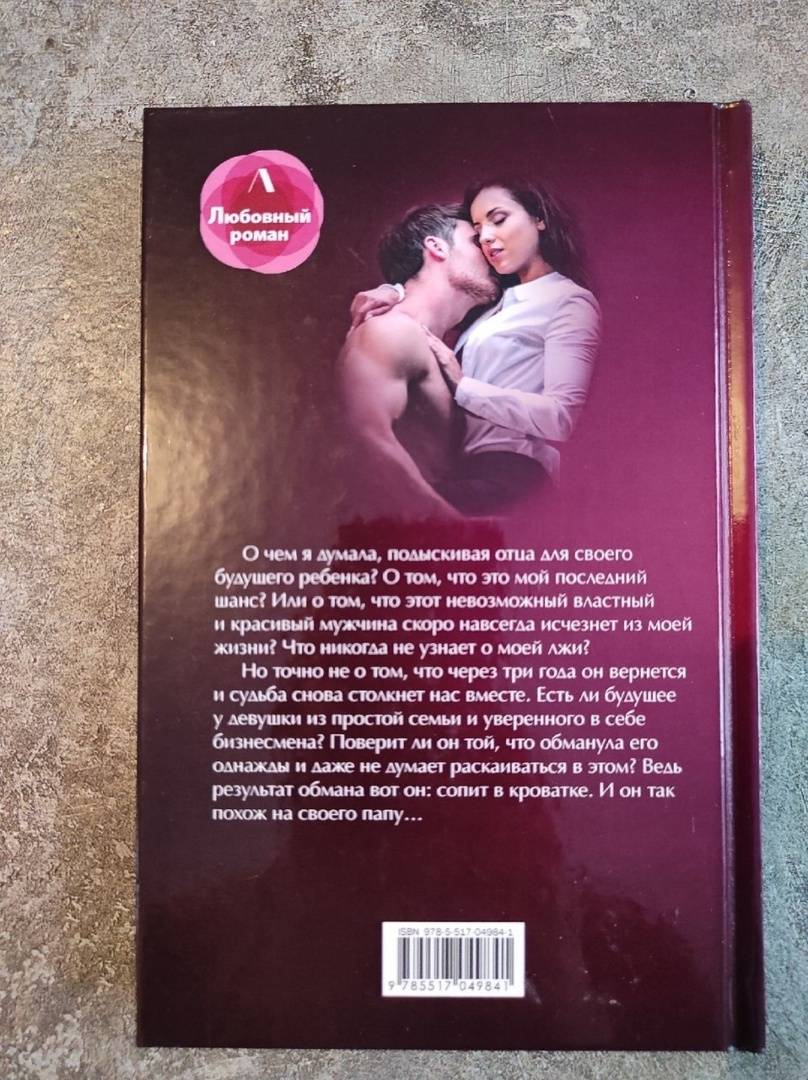 Λ
Любовный
роман
О чем я думала, подыскивая отца для своего
будущего ребенка? О том, что это мой последний
шанс? Или о том, что этот невозможный властный
и красивый мужчина скоро навсегда исчезнет из моей
жизни? Что никогда не узнает о моей лжи?
Но точно не о том, что через три года он вернется
и судьба снова столкнет нас вместе. Есть ли будущее
у девушки из простой семьи и уверенного в себе
бизнесмена? Поверит ли он той, что обманула его
однажды и даже не думает раскаиваться в этом? Ведь
результат обмана вот он: сопит в кроватке. И он так
похож на своего папу...
ISBN 978-5-517-04984-1
9 785517 049841